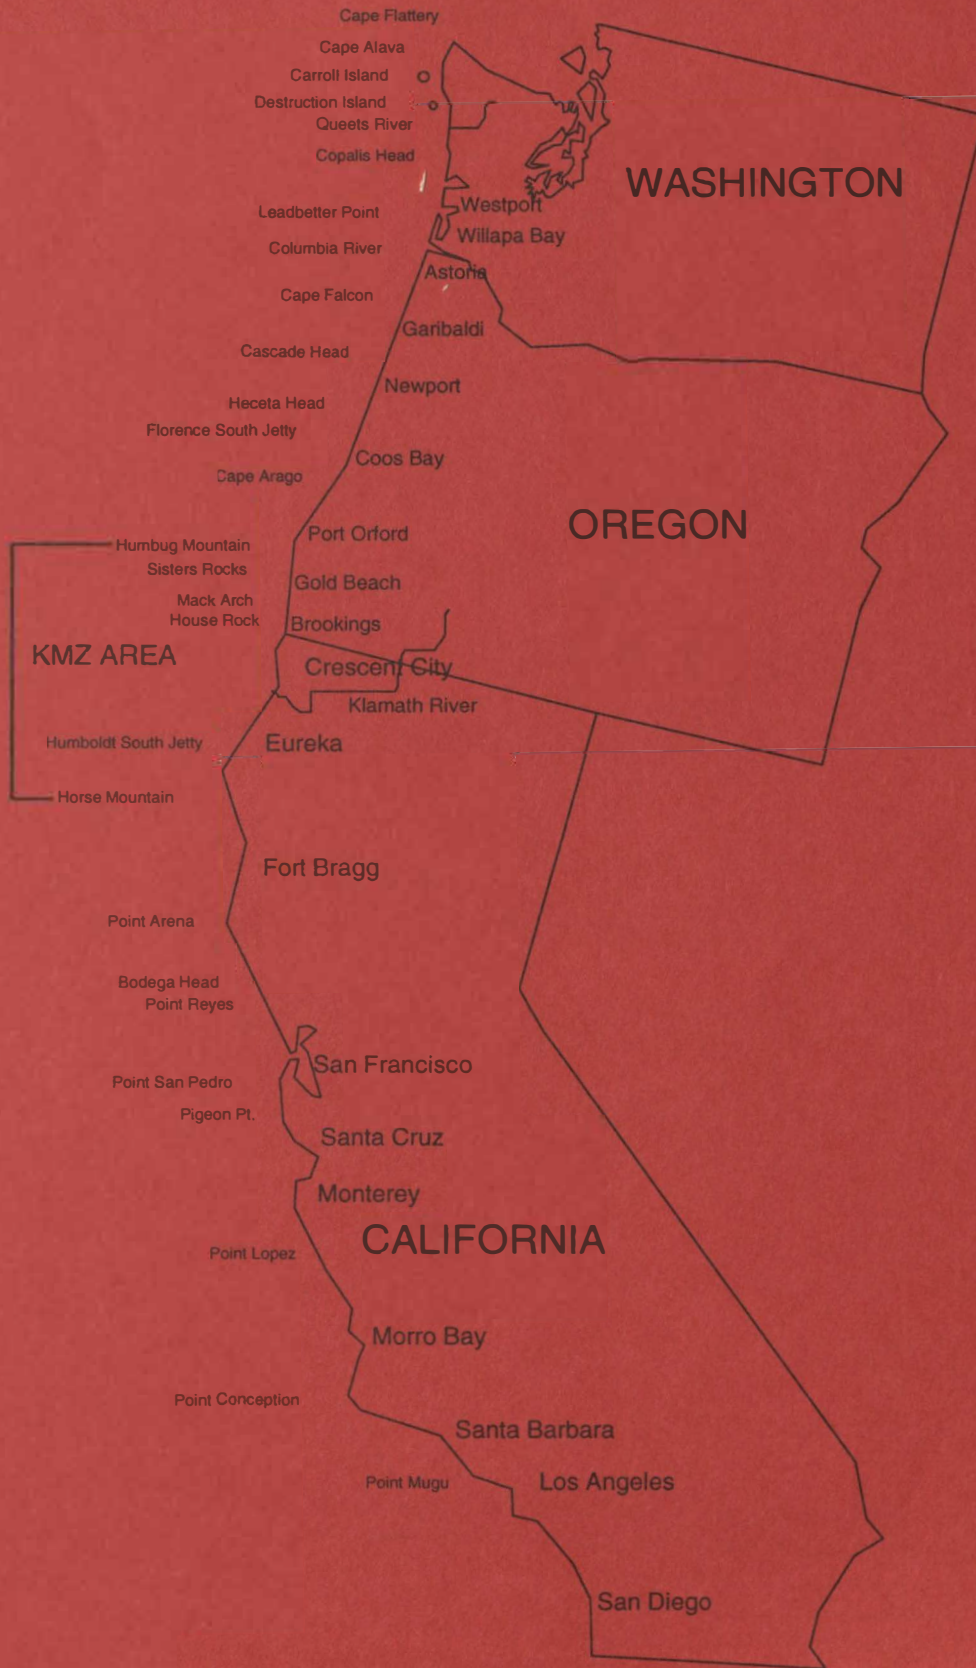 Cape Flattery
Cape Alava
Carroll Island
Destruction Island
Queets River
Copalis Head
WASHINGTON
Westport
Leadbetter Point
Willapa Bay
Columbia River
Astoria
Cape Falcon
Garibaldi
Cascade Head
Newport
Heceta Head
Florence South Jetty
Coos Bay
Cape Arago
OREGON
Port Orford
Humbug Mountain
Sisters Rocks
Gold Beach
Mack Arch
House Rock
Brookings
KMZ AREA
Crescent City
Klamath River
Humboldt South Jetty
Eureka
Horse Mountain
Fort Bragg
Point Arena
Bodega Head
Point Reyes
San Francisco
Point San Pedro
Pigeon Pt.
Santa Cruz
Monterey
CALIFORNIA
Point Lopez
Morro Bay
Point Conception
Santa Barbara
Point Mugu
Los Angeles
San Diego